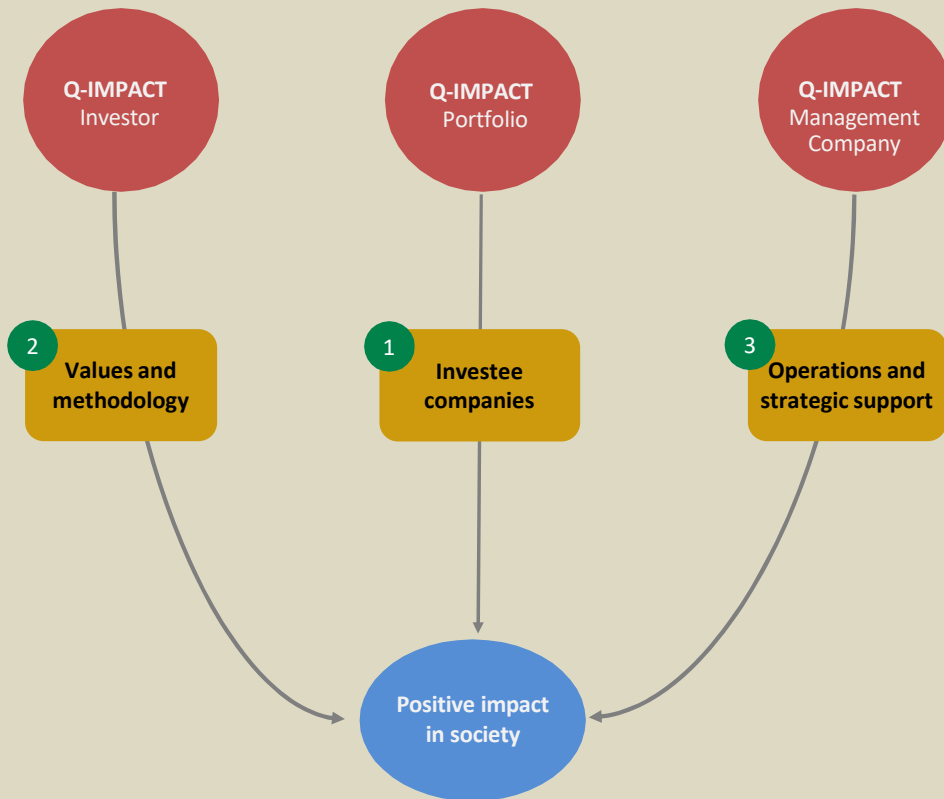 Q-IMPACT
Investor
Q-IMPACT
Portfolio
Q-IMPACT
Management
Company
2
Values and
methodology
1
Investee
companies
3
Operations and
strategic support
Positive impact
in society